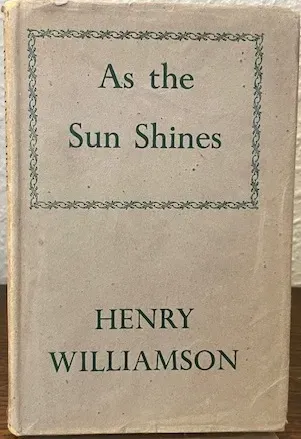 As the
Sun Shines
HENRY
WILLIAMSON